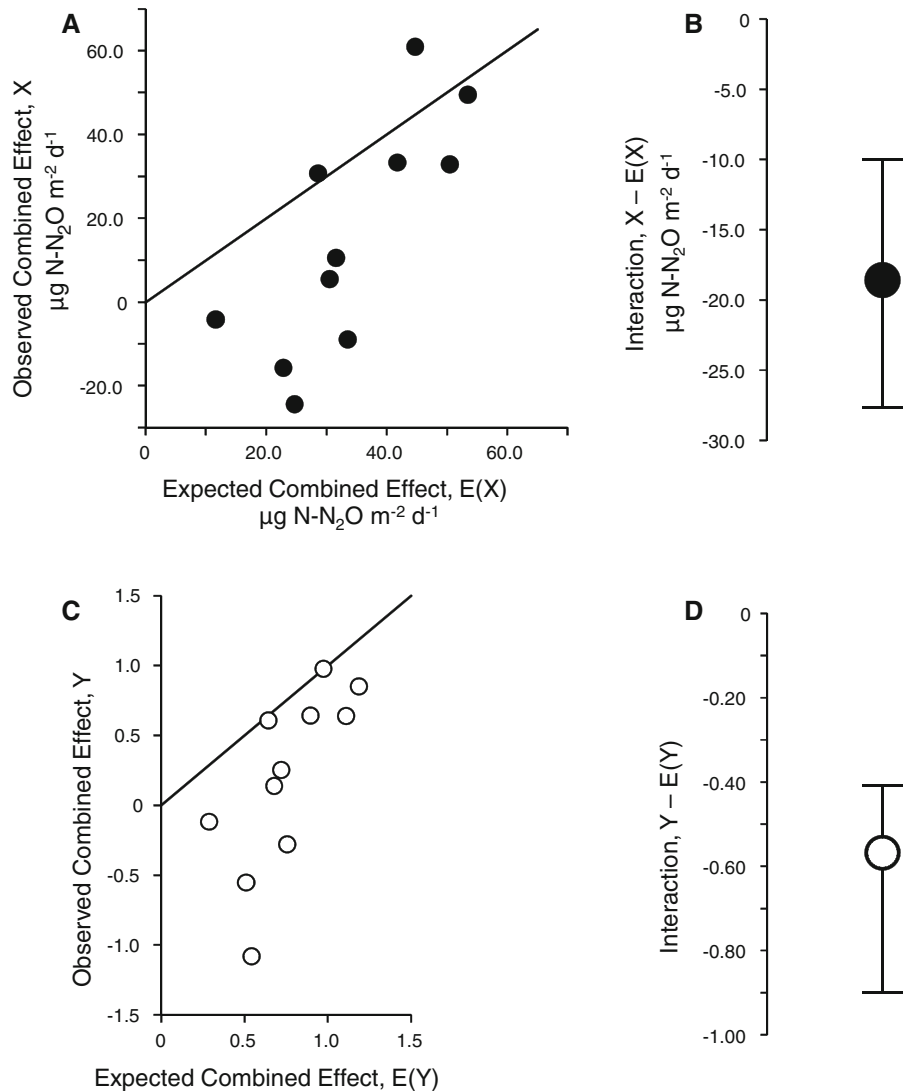 A
60.0
40.0
20.0
0
-20.0
Observed Combined Effect, X
µg N-N₂O m⁻² d⁻¹
0 20.0 40.0 60.0
Expected Combined Effect, E(X)
µg N-N₂O m⁻² d⁻¹
B
0
-5.0
-10.0
-15.0
-20.0
-25.0
-30.0
Interaction, X – E(X)
µg N-N₂O m⁻² d⁻¹
C
1.5
1.0
0.5
0
-0.5
-1.0
-1.5
Observed Combined Effect, Y
0 0.5 1.0 1.5
Expected Combined Effect, E(Y)
D
0
-0.20
-0.40
-0.60
-0.80
-1.00
Interaction, Y – E(Y)